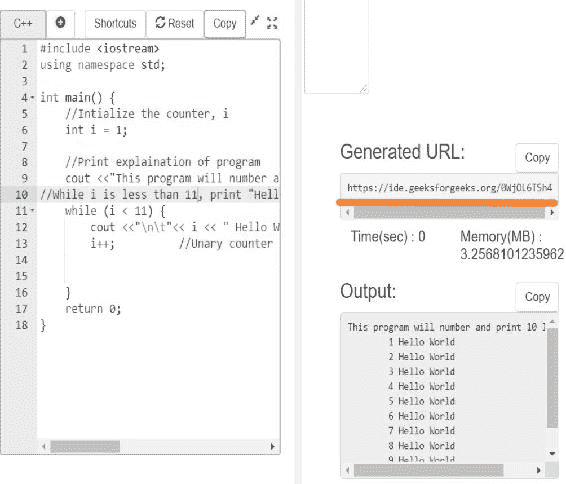 C++ Shortcuts Reset Copy
1 #include <iostream>
2 using namespace std;
3
4 int main() {
5 //Intialize the counter, i
6 int i = 1;
7
8 //Print explaination of program
9 cout <<"This program will number a
10 //While i is less than 11, print "Hell
11 while (i < 11) {
12 cout <<"\n\t"<< i << " Hello W
13 i++; //Unary counter
14
15
16 }
17 return 0;
18 }
Generated URL:
Copy
https://ide.geeksforgeeks.org/0WjOl6TSh4
Time(sec) : 0 Memory(MB) :
3.2568101235962
Output:
Copy
This program will number and print 10
1 Hello World
2 Hello World
3 Hello World
4 Hello World
5 Hello World
6 Hello World
7 Hello World
8 Hello World
9 Hello World